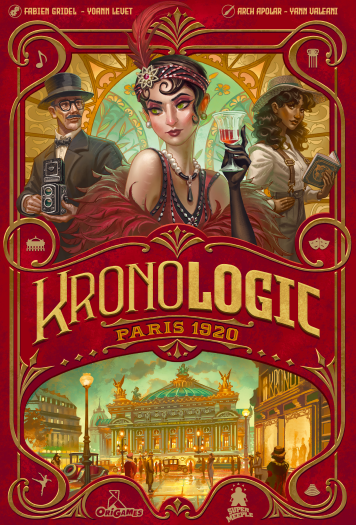 FABIEN GRIDEL - YOANN LEVET
ARCH APOLAR - YANN VALEANI
KRONOLOGIC
PARIS 1920
ORIGAMES
SUPER MEEPLE